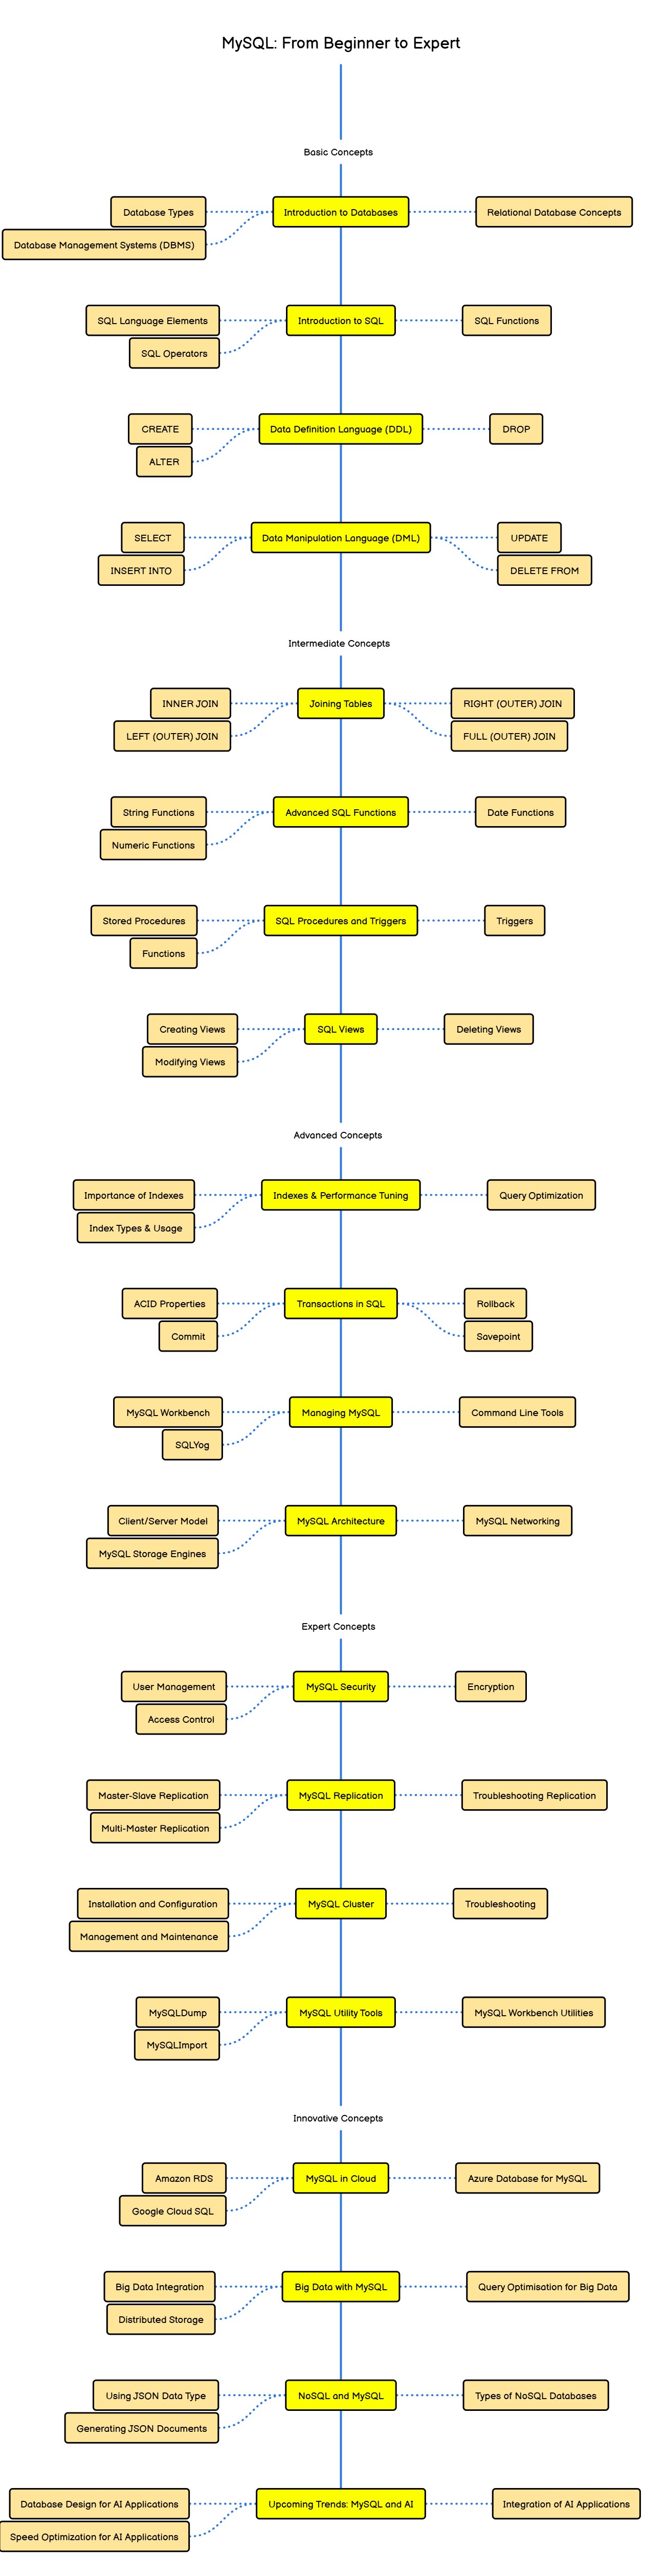 MySQL: From Beginner to Expert
Basic Concepts
Database Types
Introduction to Databases
Relational Database Concepts
Database Management Systems (DBMS)
SQL Language Elements
Introduction to SQL
SQL Functions
SQL Operators
CREATE
Data Definition Language (DDL)
DROP
ALTER
SELECT
Data Manipulation Language (DML)
UPDATE
INSERT INTO
DELETE FROM
Intermediate Concepts
INNER JOIN
Joining Tables
RIGHT (OUTER) JOIN
LEFT (OUTER) JOIN
FULL (OUTER) JOIN
String Functions
Advanced SQL Functions
Date Functions
Numeric Functions
Stored Procedures
SQL Procedures and Triggers
Triggers
Functions
Creating Views
SQL Views
Deleting Views
Modifying Views
Advanced Concepts
Importance of Indexes
Indexes & Performance Tuning
Query Optimization
Index Types & Usage
ACID Properties
Transactions in SQL
Rollback
Commit
Savepoint
MySQL Workbench
Managing MySQL
Command Line Tools
SQLYog
Client/Server Model
MySQL Architecture
MySQL Networking
MySQL Storage Engines
Expert Concepts
User Management
MySQL Security
Encryption
Access Control
Master-Slave Replication
MySQL Replication
Troubleshooting Replication
Multi-Master Replication
Installation and Configuration
MySQL Cluster
Troubleshooting
Management and Maintenance
MySQLDump
MySQL Utility Tools
MySQL Workbench Utilities
MySQLImport
Innovative Concepts
Amazon RDS
MySQL in Cloud
Azure Database for MySQL
Google Cloud SQL
Big Data Integration
Big Data with MySQL
Query Optimisation for Big Data
Distributed Storage
Using JSON Data Type
NoSQL and MySQL
Types of NoSQL Databases
Generating JSON Documents
Database Design for AI Applications
Upcoming Trends: MySQL and AI
Integration of AI Applications
Speed Optimization for AI Applications